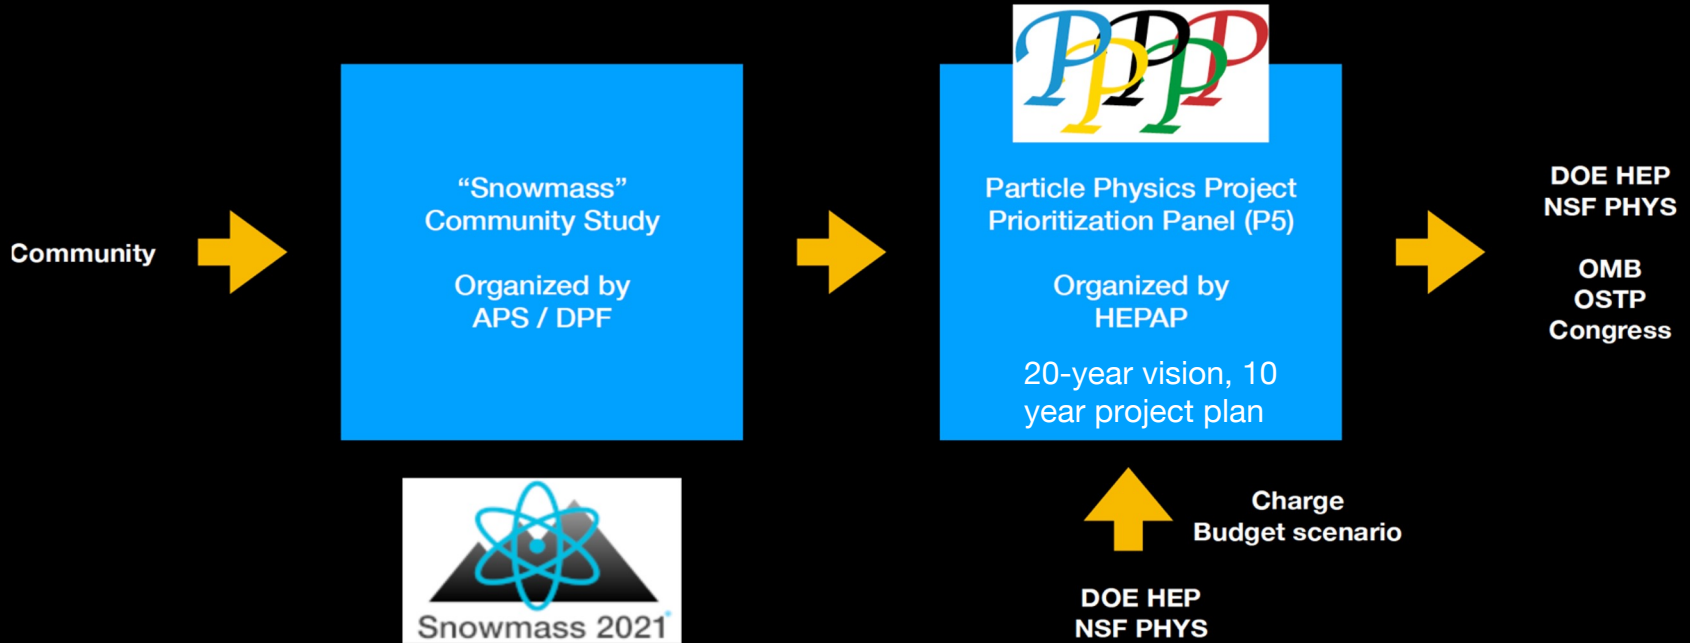 Community
“Snowmass”
Community Study
Organized by
APS / DPF
Snowmass 2021
PPPPP
Particle Physics Project
Prioritization Panel (P5)
Organized by
HEPAP
20-year vision, 10
year project plan
Charge
Budget scenario
DOE HEP
NSF PHYS
DOE HEP
NSF PHYS
OMB
OSTP
Congress